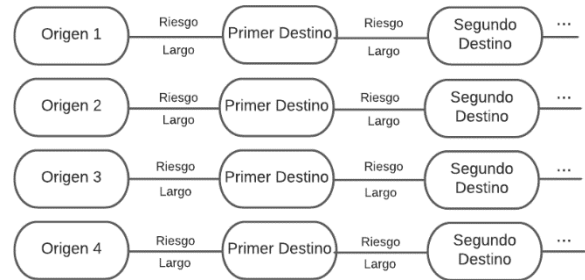 Origen 1 Riesgo Largo Primer Destino Riesgo Largo Segundo Destino ...
Origen 2 Riesgo Largo Primer Destino Riesgo Largo Segundo Destino ...
Origen 3 Riesgo Largo Primer Destino Riesgo Largo Segundo Destino ...
Origen 4 Riesgo Largo Primer Destino Riesgo Largo Segundo Destino ...